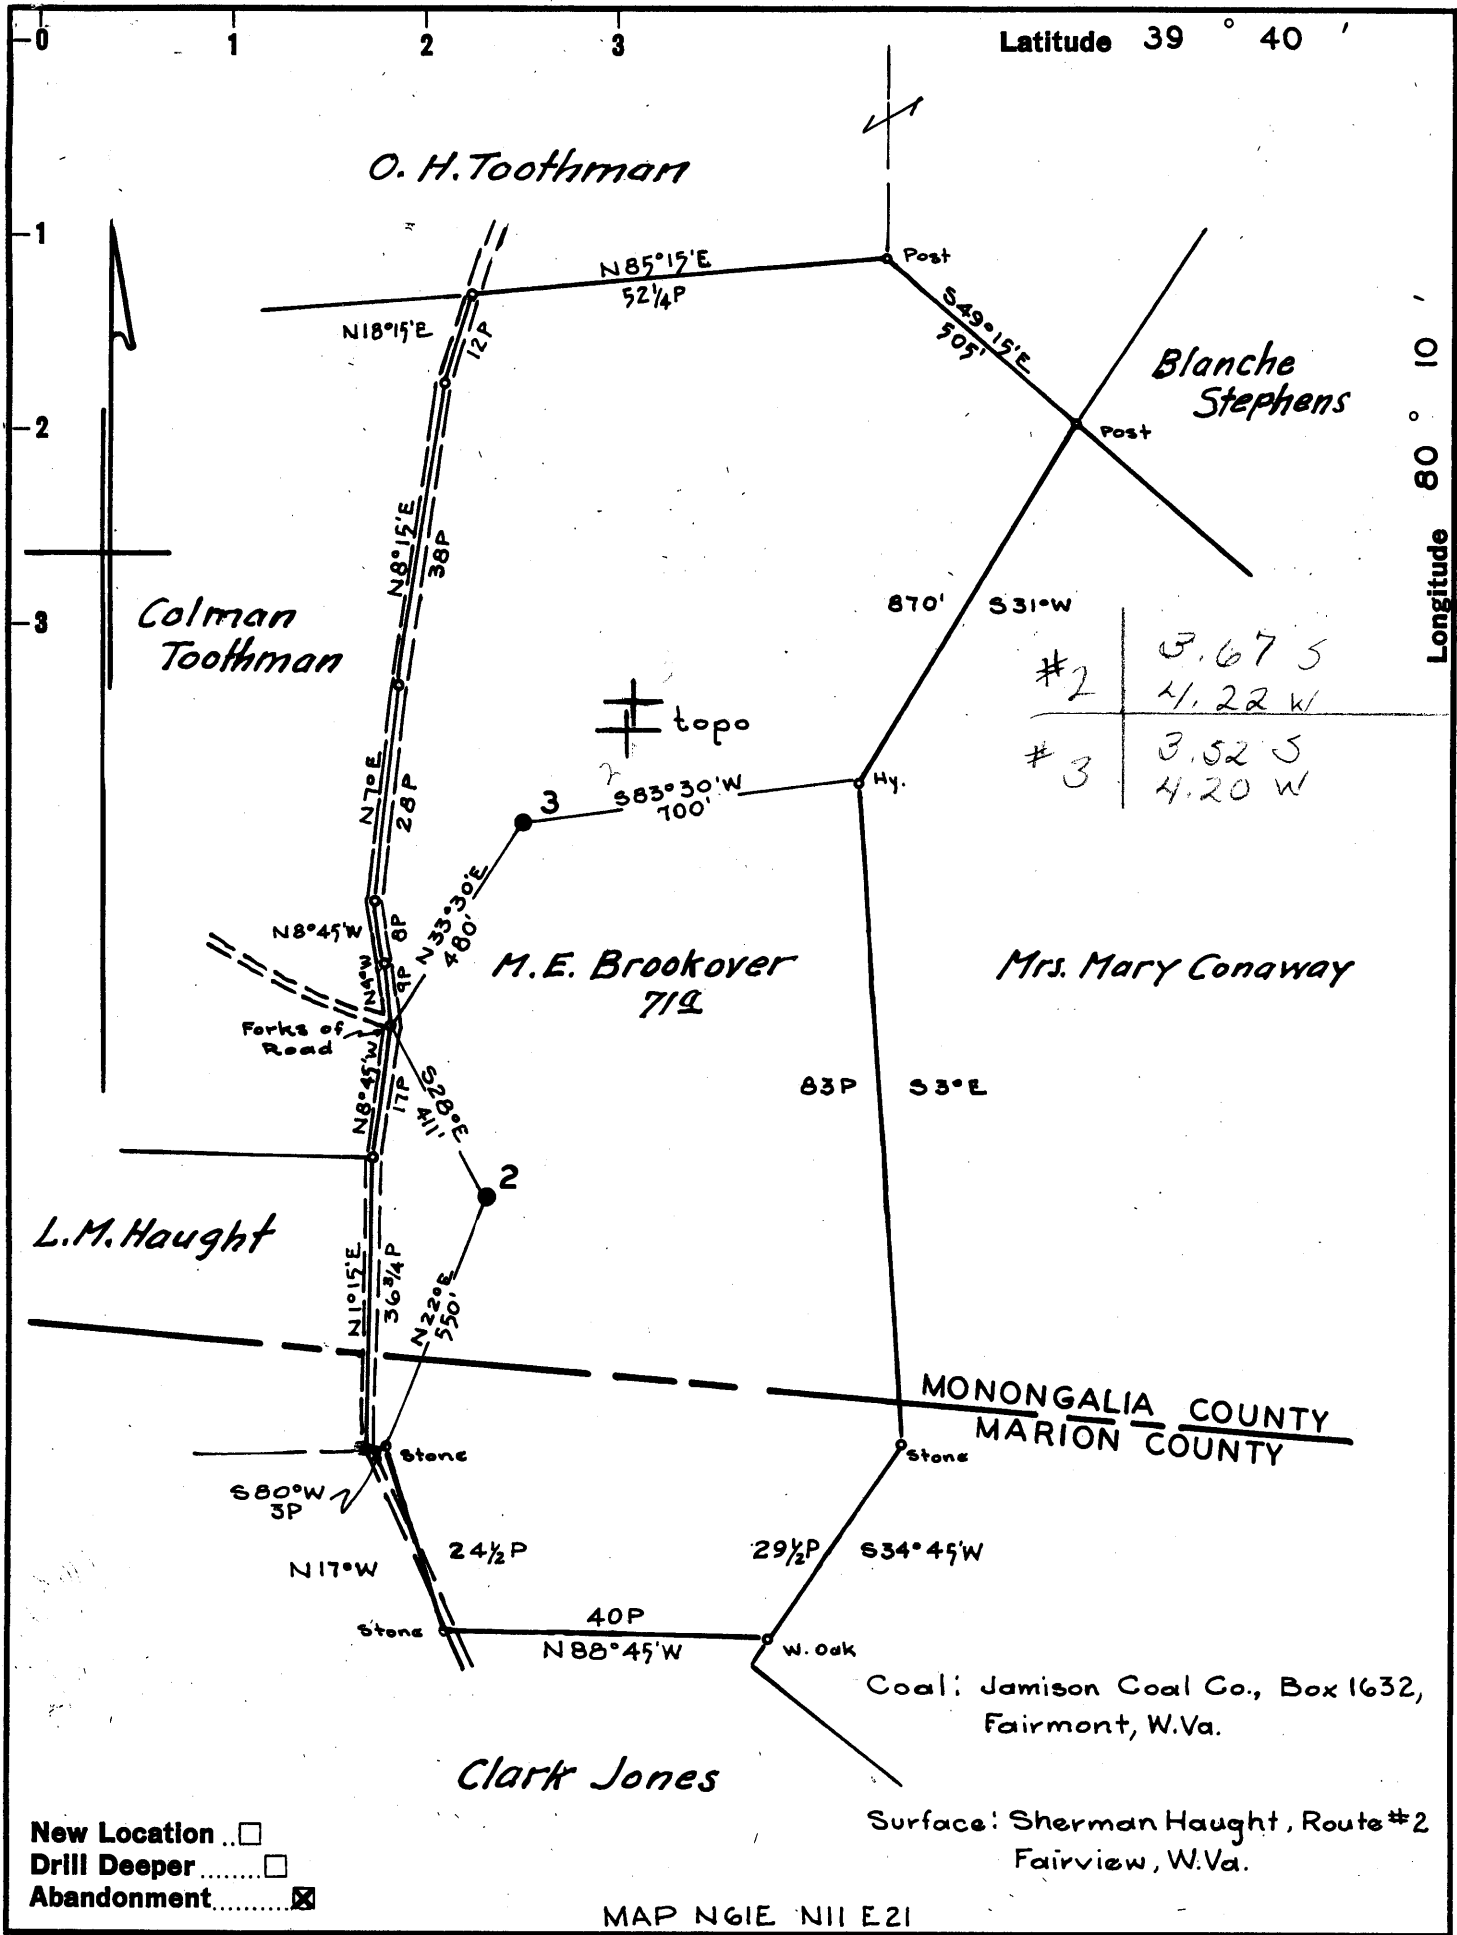 0 1 2 3 Latitude 39° 40'
O. H. Toothman
1
N85°15'E
52¼P
Post
N18°15'E
12P
S49°15'E
505'
Blanche
Stephens
Longitude 80° 10'
2
Post
N8°15'E
38P
870' S31°W
3
Colman
Toothman
#2 3.67 S
4.22 W
#3 3.52 S
4.20 W
topo
N7°E
28P
S83°30'W
700'
Hy.
3
N33°30'E
480'
N8°45'W
8P
N4°W
9P
M.E. Brookover
71a
Mrs. Mary Conaway
Forks of
Road
N8°45'W
17P
S28°E
411'
83P S3°E
2
L.M. Haught
N1°15'E
36 3/4P
N22°E
550'
MONONGALIA COUNTY
MARION COUNTY
Stone
Stone
S80°W
3P
N17°W
24½P
29½P S34°45'W
Stone
40P
N88°45'W
W. Oak
Coal: Jamison Coal Co., Box 1632,
Fairmont, W.Va.
Clark Jones
Surface: Sherman Haught, Route #2
Fairview, W.Va.
New Location ..☐
Drill Deeper ........☐
Abandonment..........☒
MAP N61E N11 E21